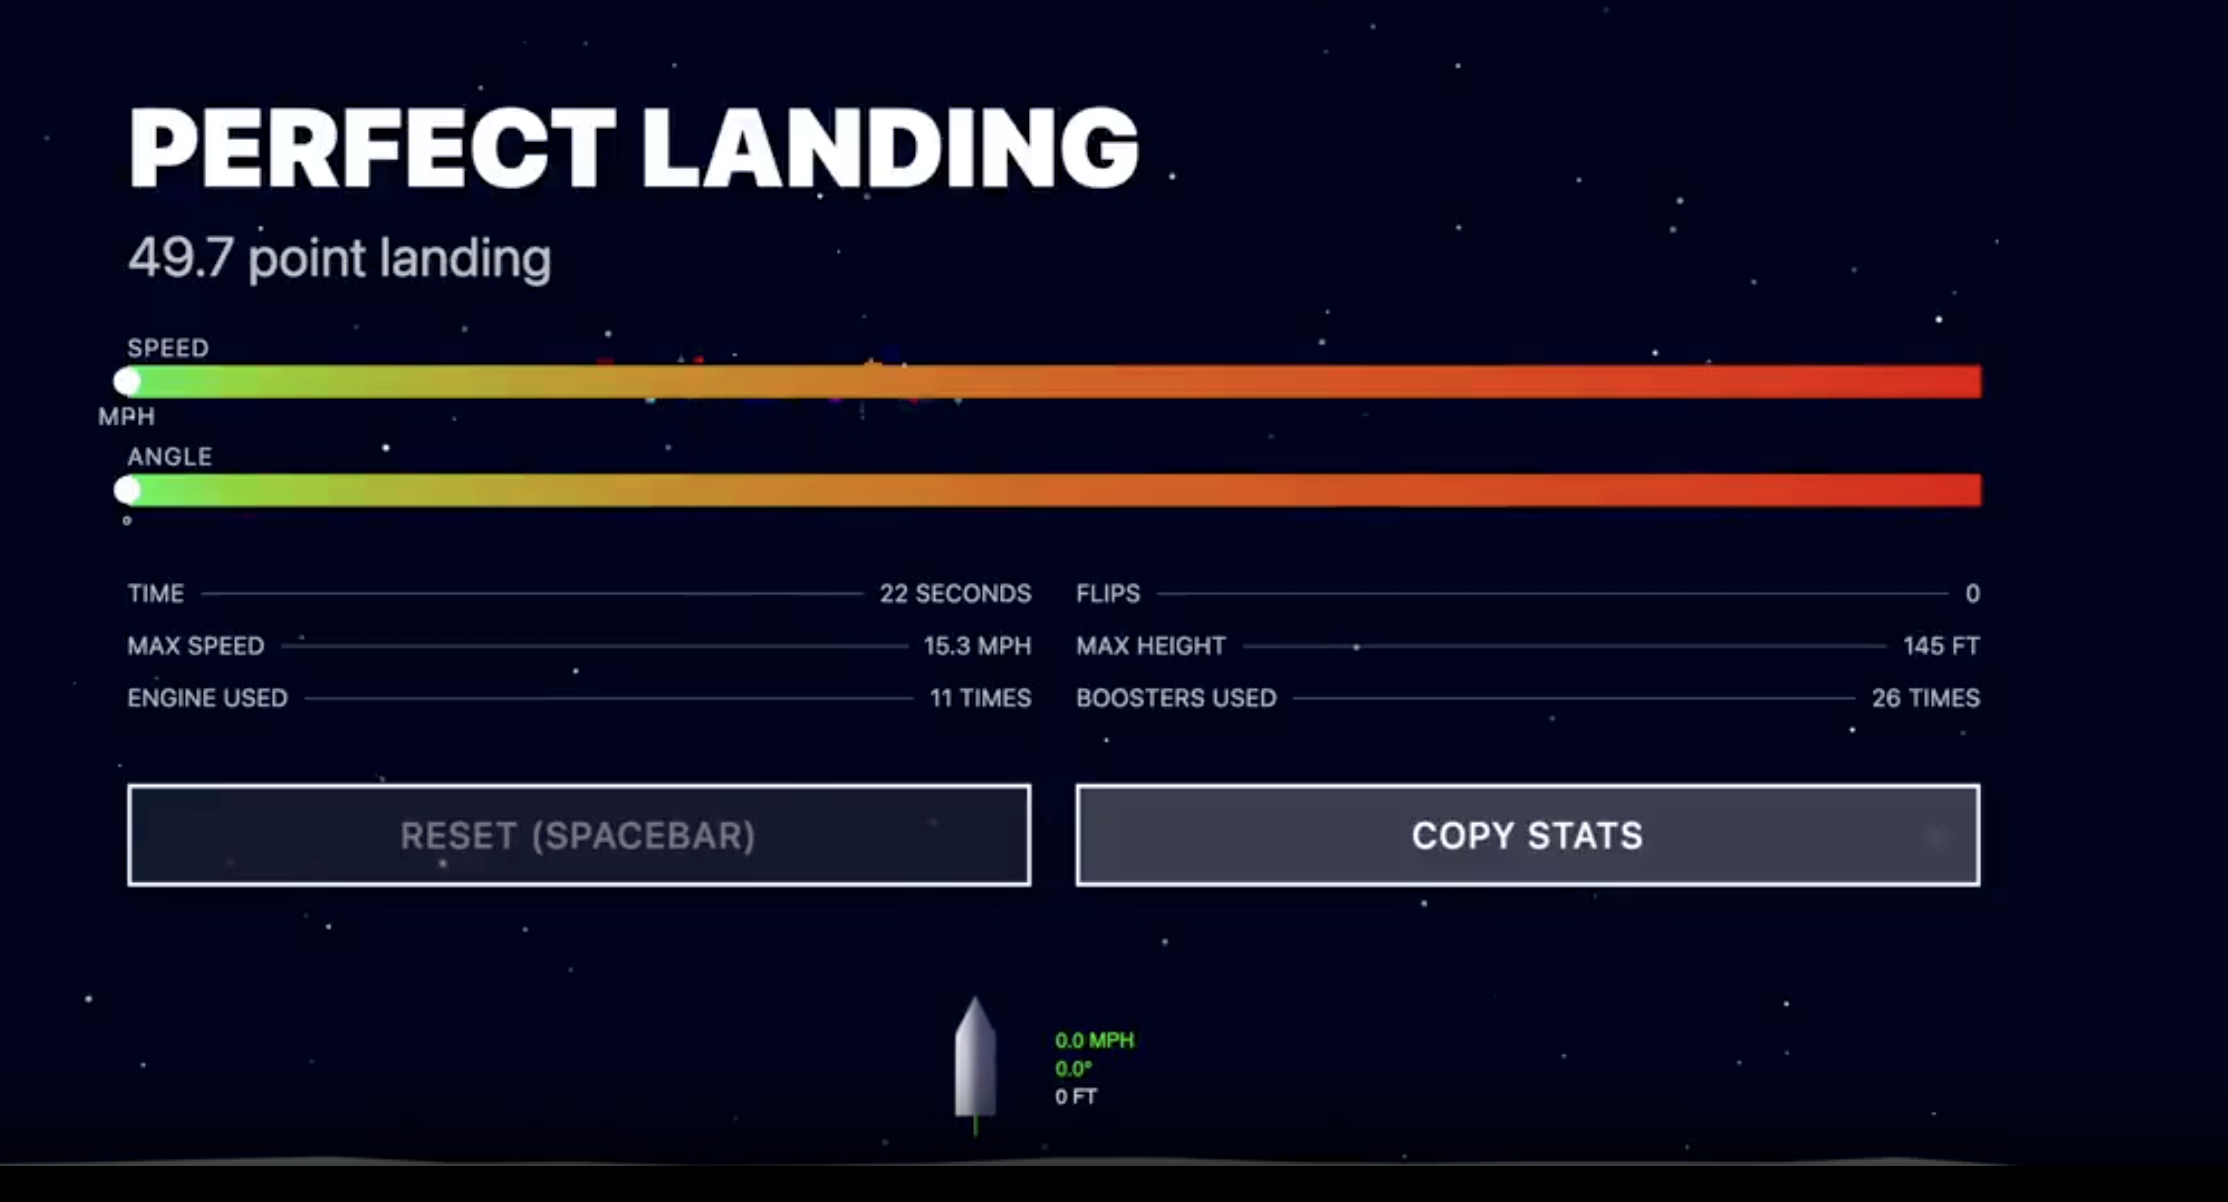 PERFECT LANDING
49.7 point landing
SPEED
MPH
ANGLE
°
TIME 22 SECONDS
FLIPS 0
MAX SPEED 15.3 MPH
MAX HEIGHT 145 FT
ENGINE USED 11 TIMES
BOOSTERS USED 26 TIMES
RESET (SPACEBAR)
COPY STATS
0.0 MPH
0.0°
0 FT